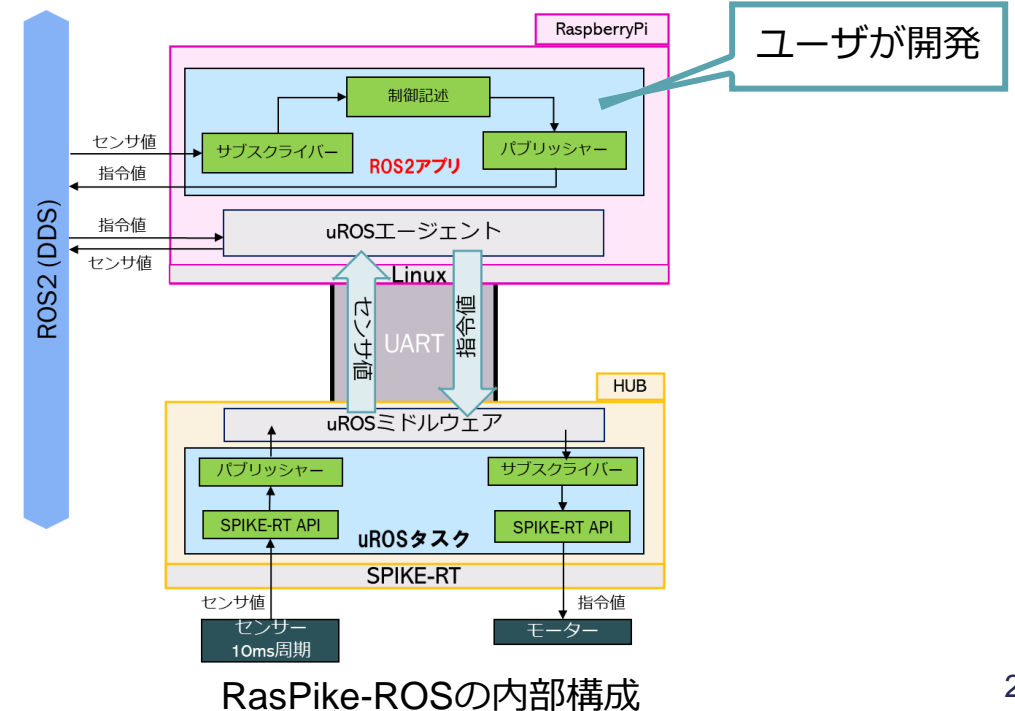 RaspberryPi
ユーザが開発
制御記述
センサ値
サブスクライバー
パブリッシャー
ROS2アプリ
指令値
指令値
uROSエージェント
センサ値
Linux
ROS2 (DDS)
センサ値
UART
指令値
HUB
uROSミドルウェア
パブリッシャー
サブスクライバー
SPIKE-RT API
SPIKE-RT API
uROSタスク
SPIKE-RT
センサ値
指令値
センサー
10ms周期
モーター
RasPike-ROSの内部構成
2